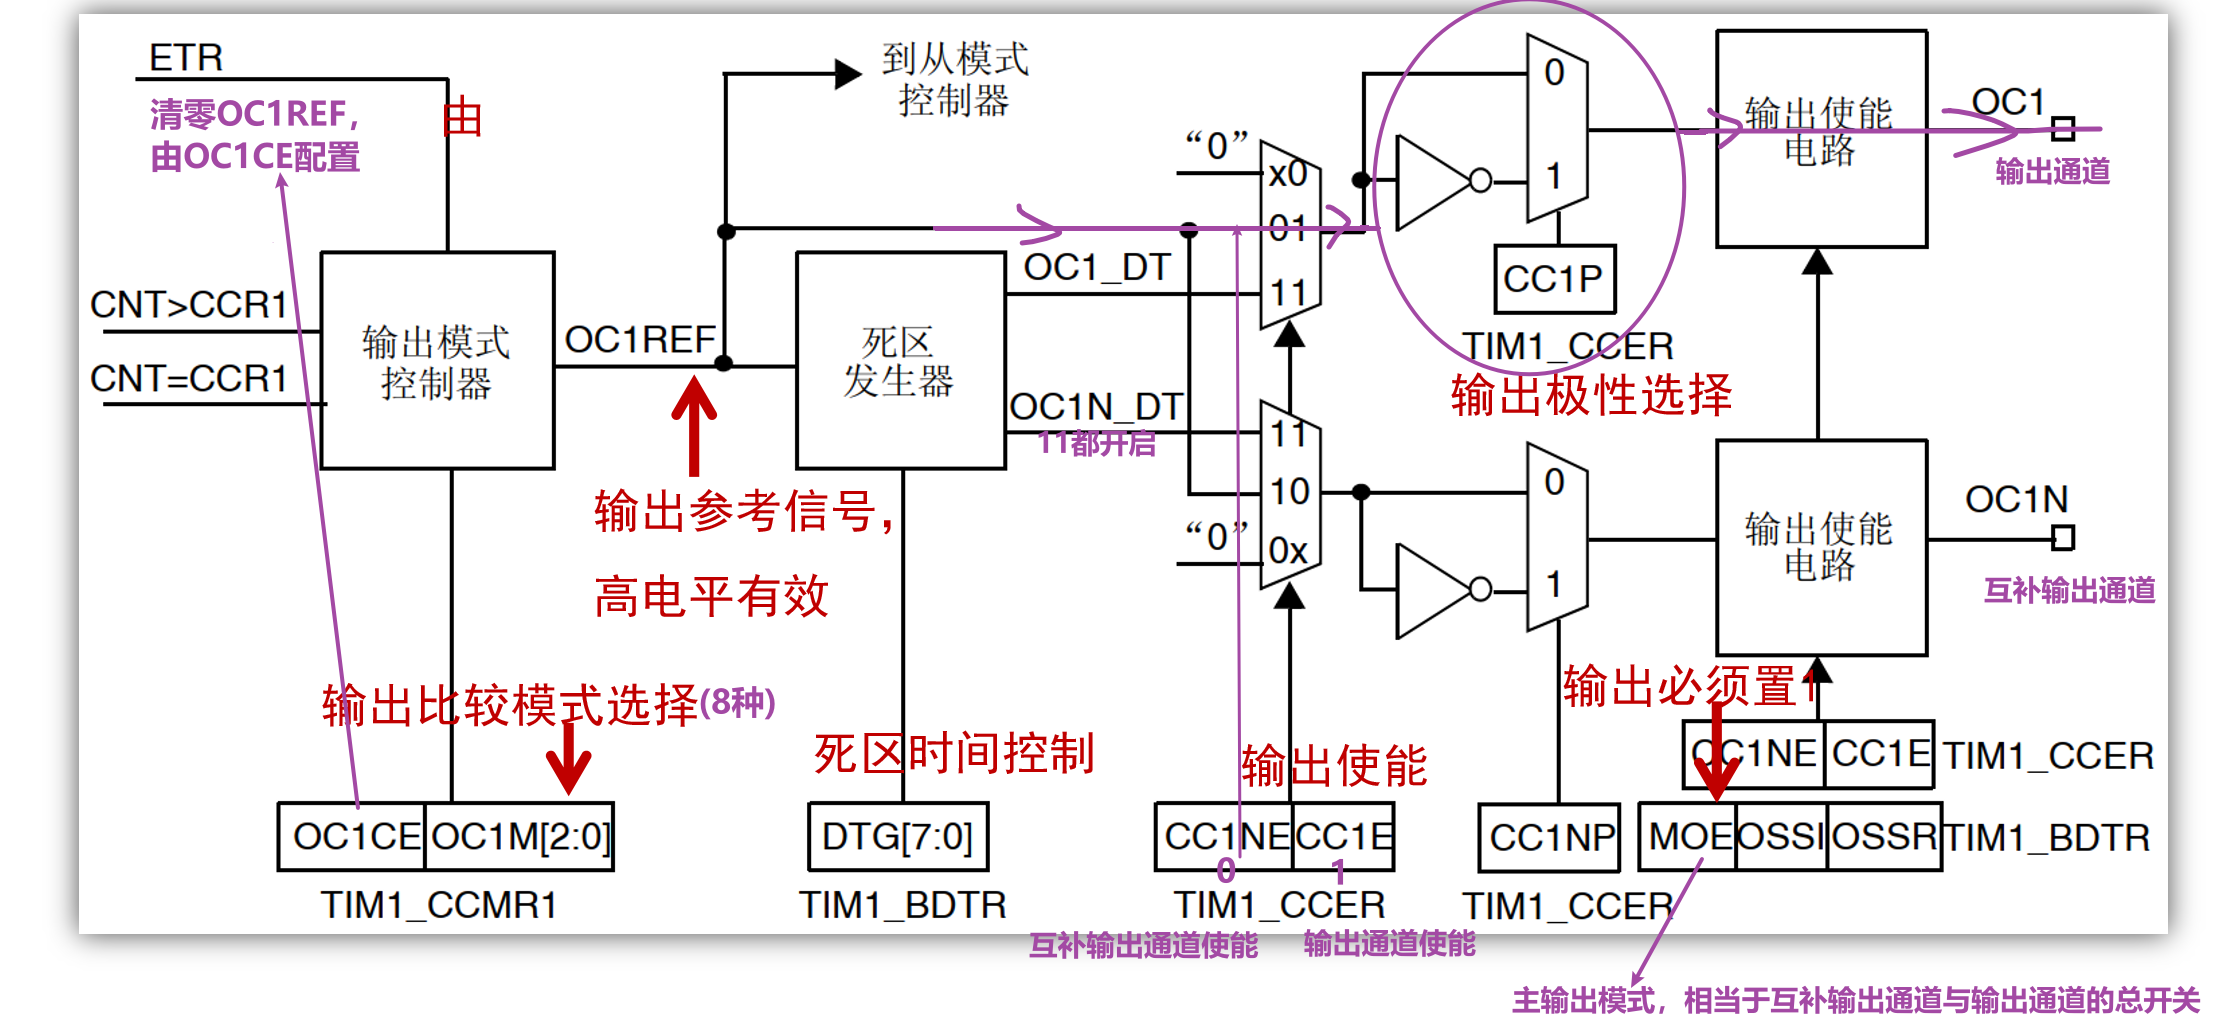 ETR
清零OC1REF,
由OC1CE配置
由
到从模式
控制器
“0”
x0
01
11
0
1
输出使能
电路
OC1
输出通道
CC1P
TIM1_CCER
输出极性选择
CNT>CCR1
CNT=CCR1
输出模式
控制器
OC1REF
死区
发生器
OC1_DT
OC1N_DT
11都开启
11
10
0x
“0”
0
1
输出使能
电路
OC1N
互补输出通道
输出参考信号，
高电平有效
输出比较模式选择(8种)
死区时间控制
输出使能
输出必须置1
OC1CE
OC1M[2:0]
TIM1_CCMR1
DTG[7:0]
TIM1_BDTR
CC1NE
CC1E
0
1
TIM1_CCER
互补输出通道使能
输出通道使能
CC1NP
TIM1_CCER
CC1NE
CC1E
TIM1_CCER
MOE
OSSI
OSSR
TIM1_BDTR
主输出模式，相当于互补输出通道与输出通道的总开关